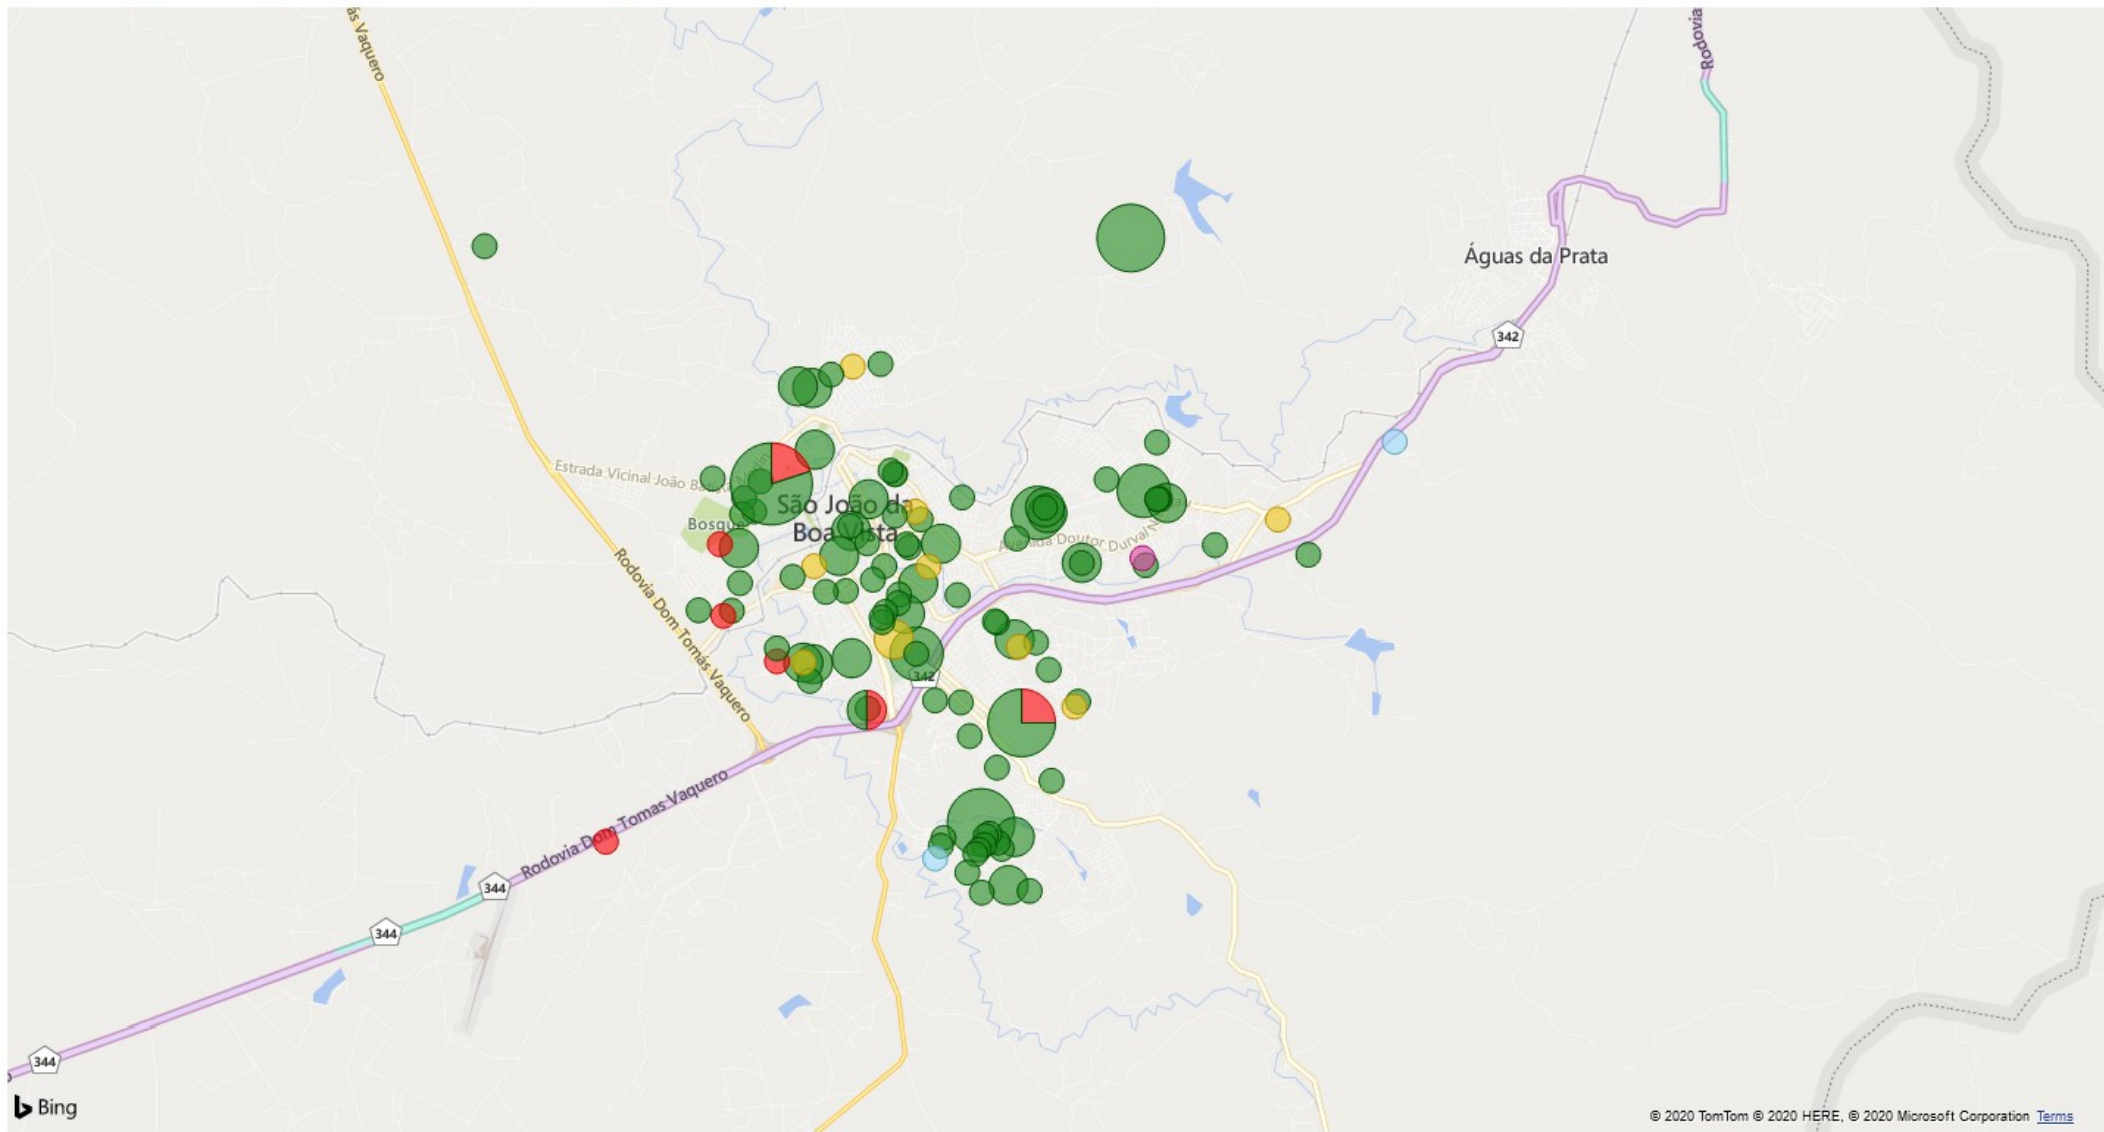 ás Vaquero
Rodovia
Águas da Prata
342
Estrada Vicinal João Batista
São João da
Boa Vista
Bosque
Avenida Doutor Durval N
Rodovia Dom Tomás Vaquero
342
Rodovia Dom Tomas Vaquero
344
344
344
Bing
© 2020 TomTom © 2020 HERE, © 2020 Microsoft Corporation Terms